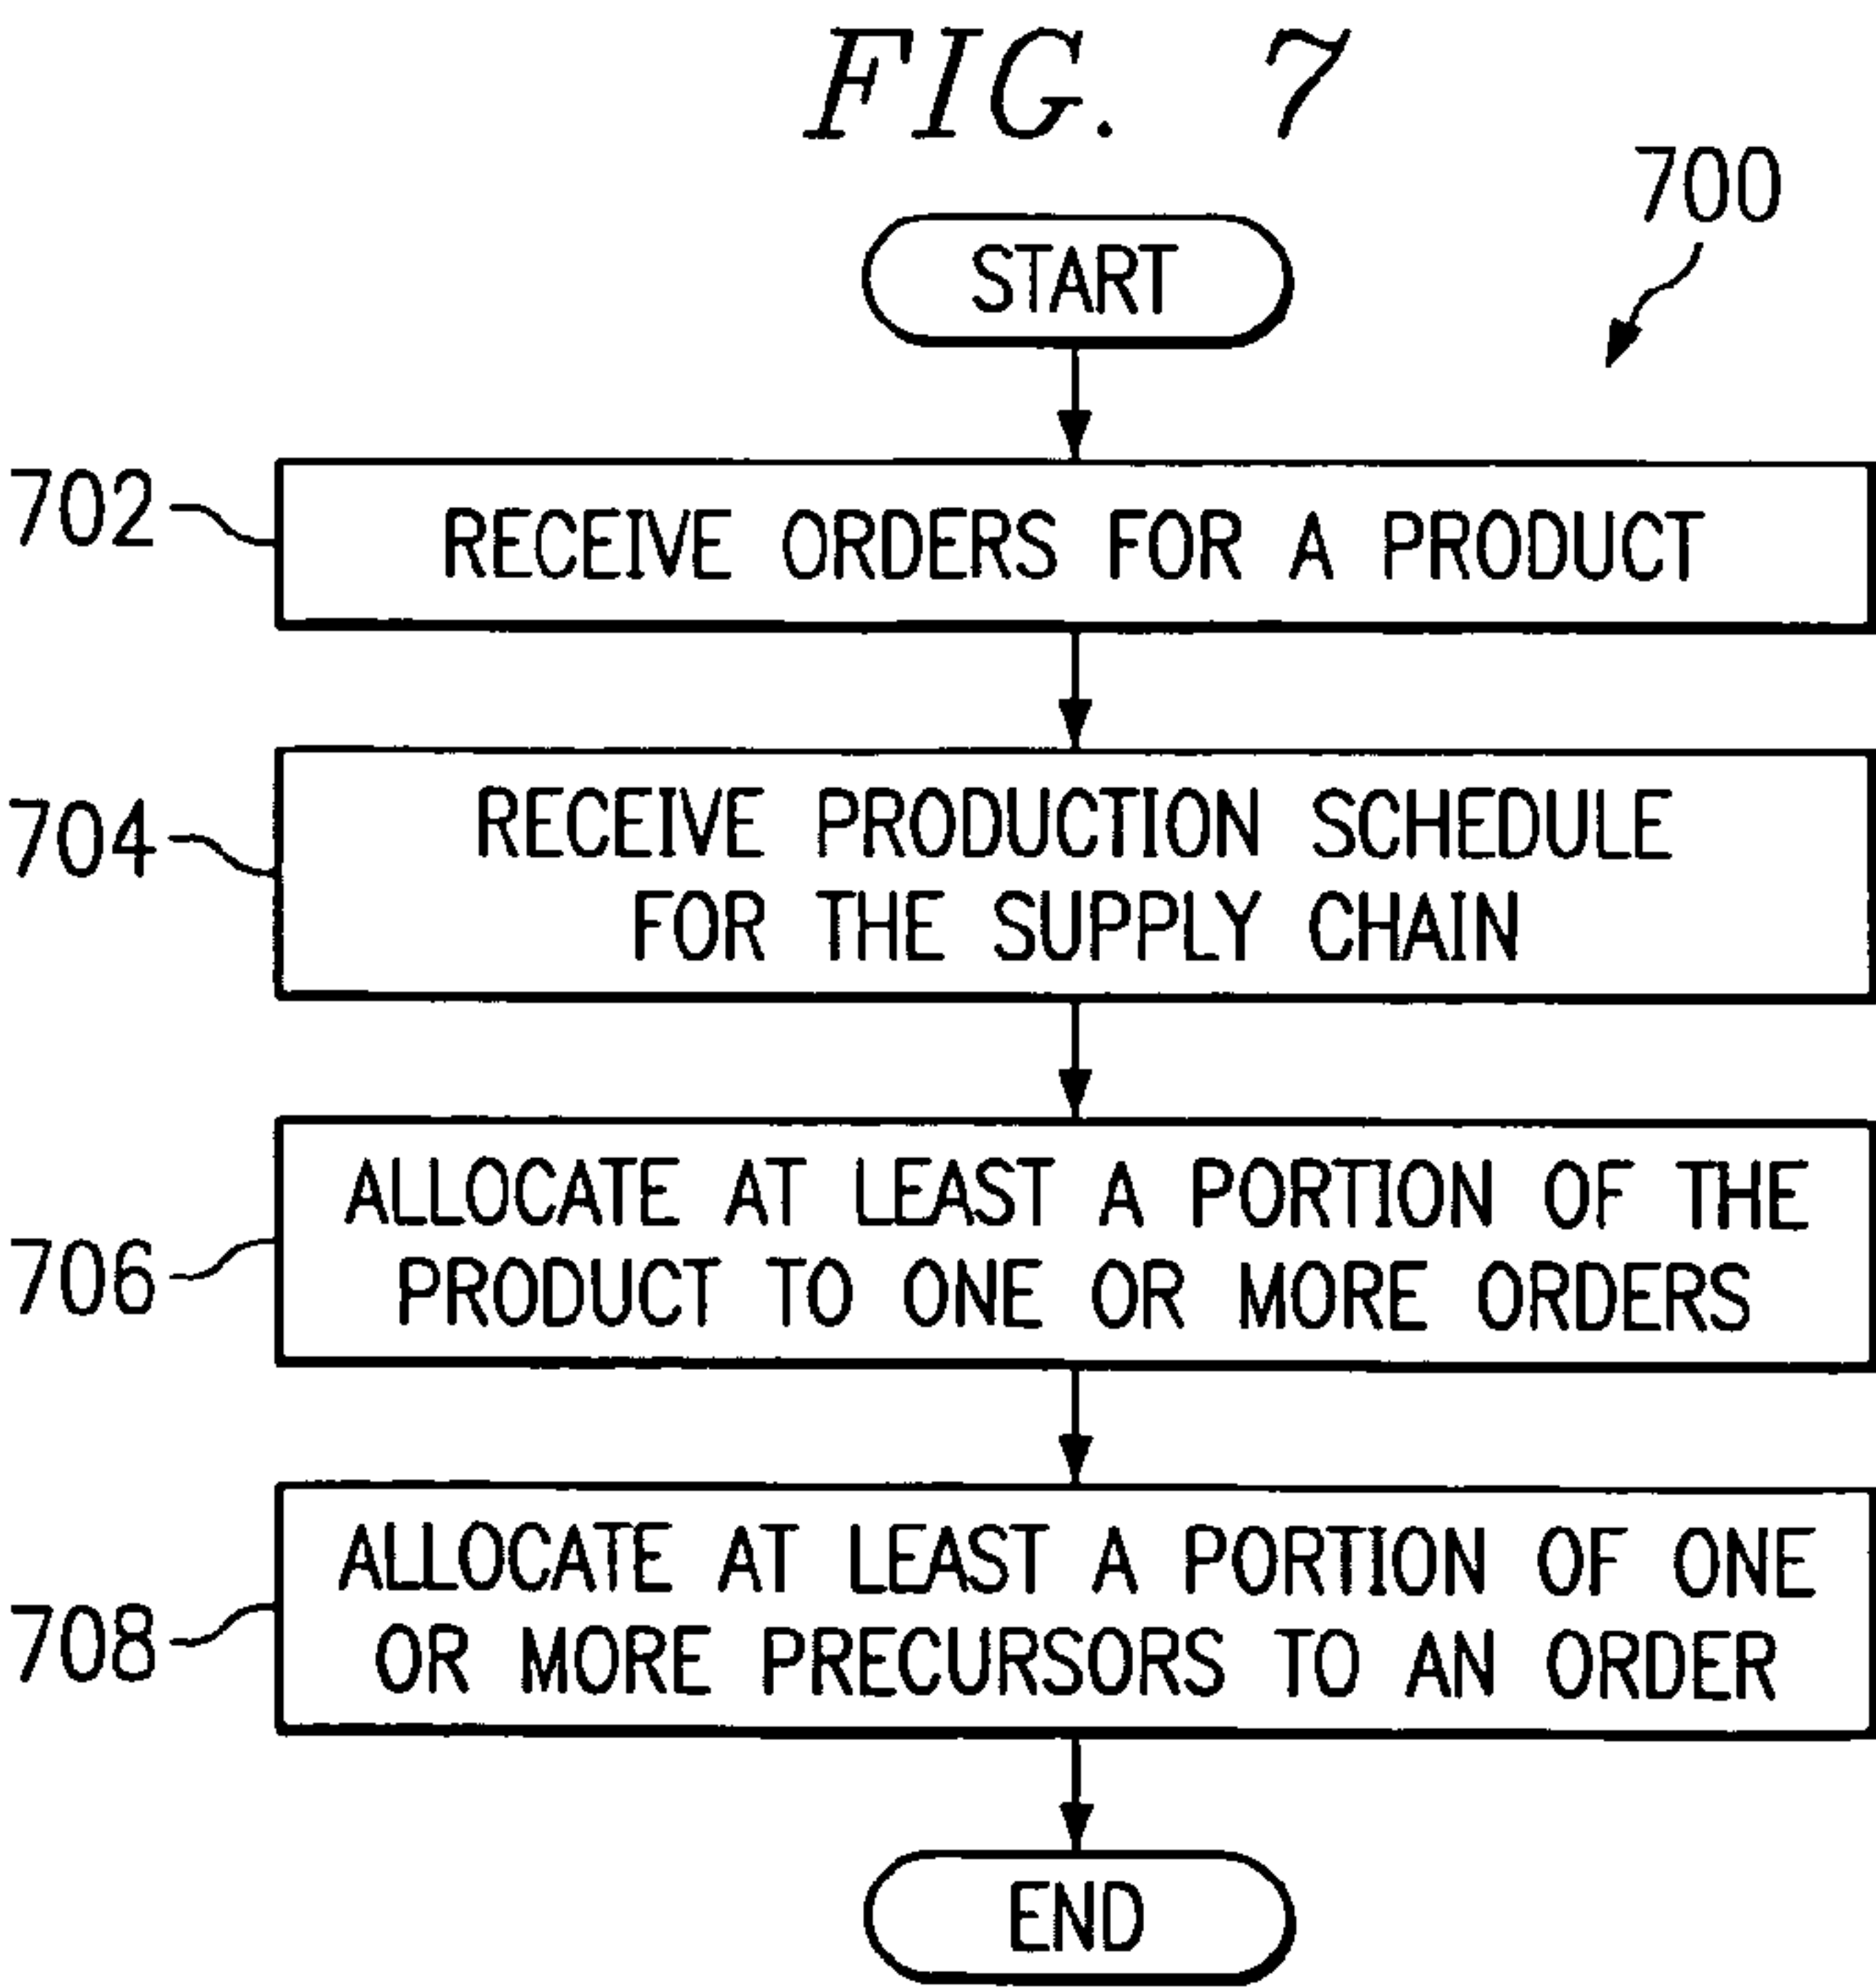 FIG. 7
700
START
702
RECEIVE ORDERS FOR A PRODUCT
704
RECEIVE PRODUCTION SCHEDULE
FOR THE SUPPLY CHAIN
706
ALLOCATE AT LEAST A PORTION OF THE
PRODUCT TO ONE OR MORE ORDERS
708
ALLOCATE AT LEAST A PORTION OF ONE
OR MORE PRECURSORS TO AN ORDER
END